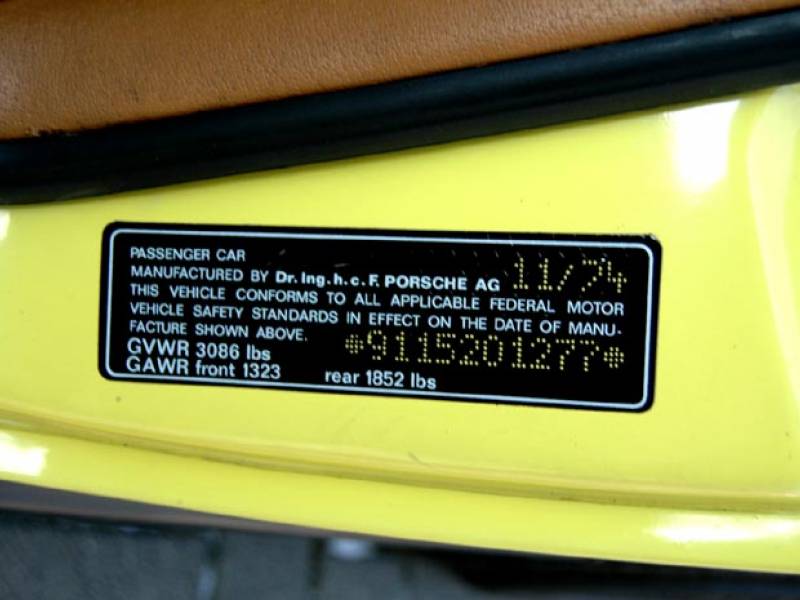 PASSENGER CAR
MANUFACTURED BY Dr.Ing.h.c.F. PORSCHE AG 11/74
THIS VEHICLE CONFORMS TO ALL APPLICABLE FEDERAL MOTOR
VEHICLE SAFETY STANDARDS IN EFFECT ON THE DATE OF MANU-
FACTURE SHOWN ABOVE.
GVWR 3086 lbs *9115201277*
GAWR front 1323 rear 1852 lbs